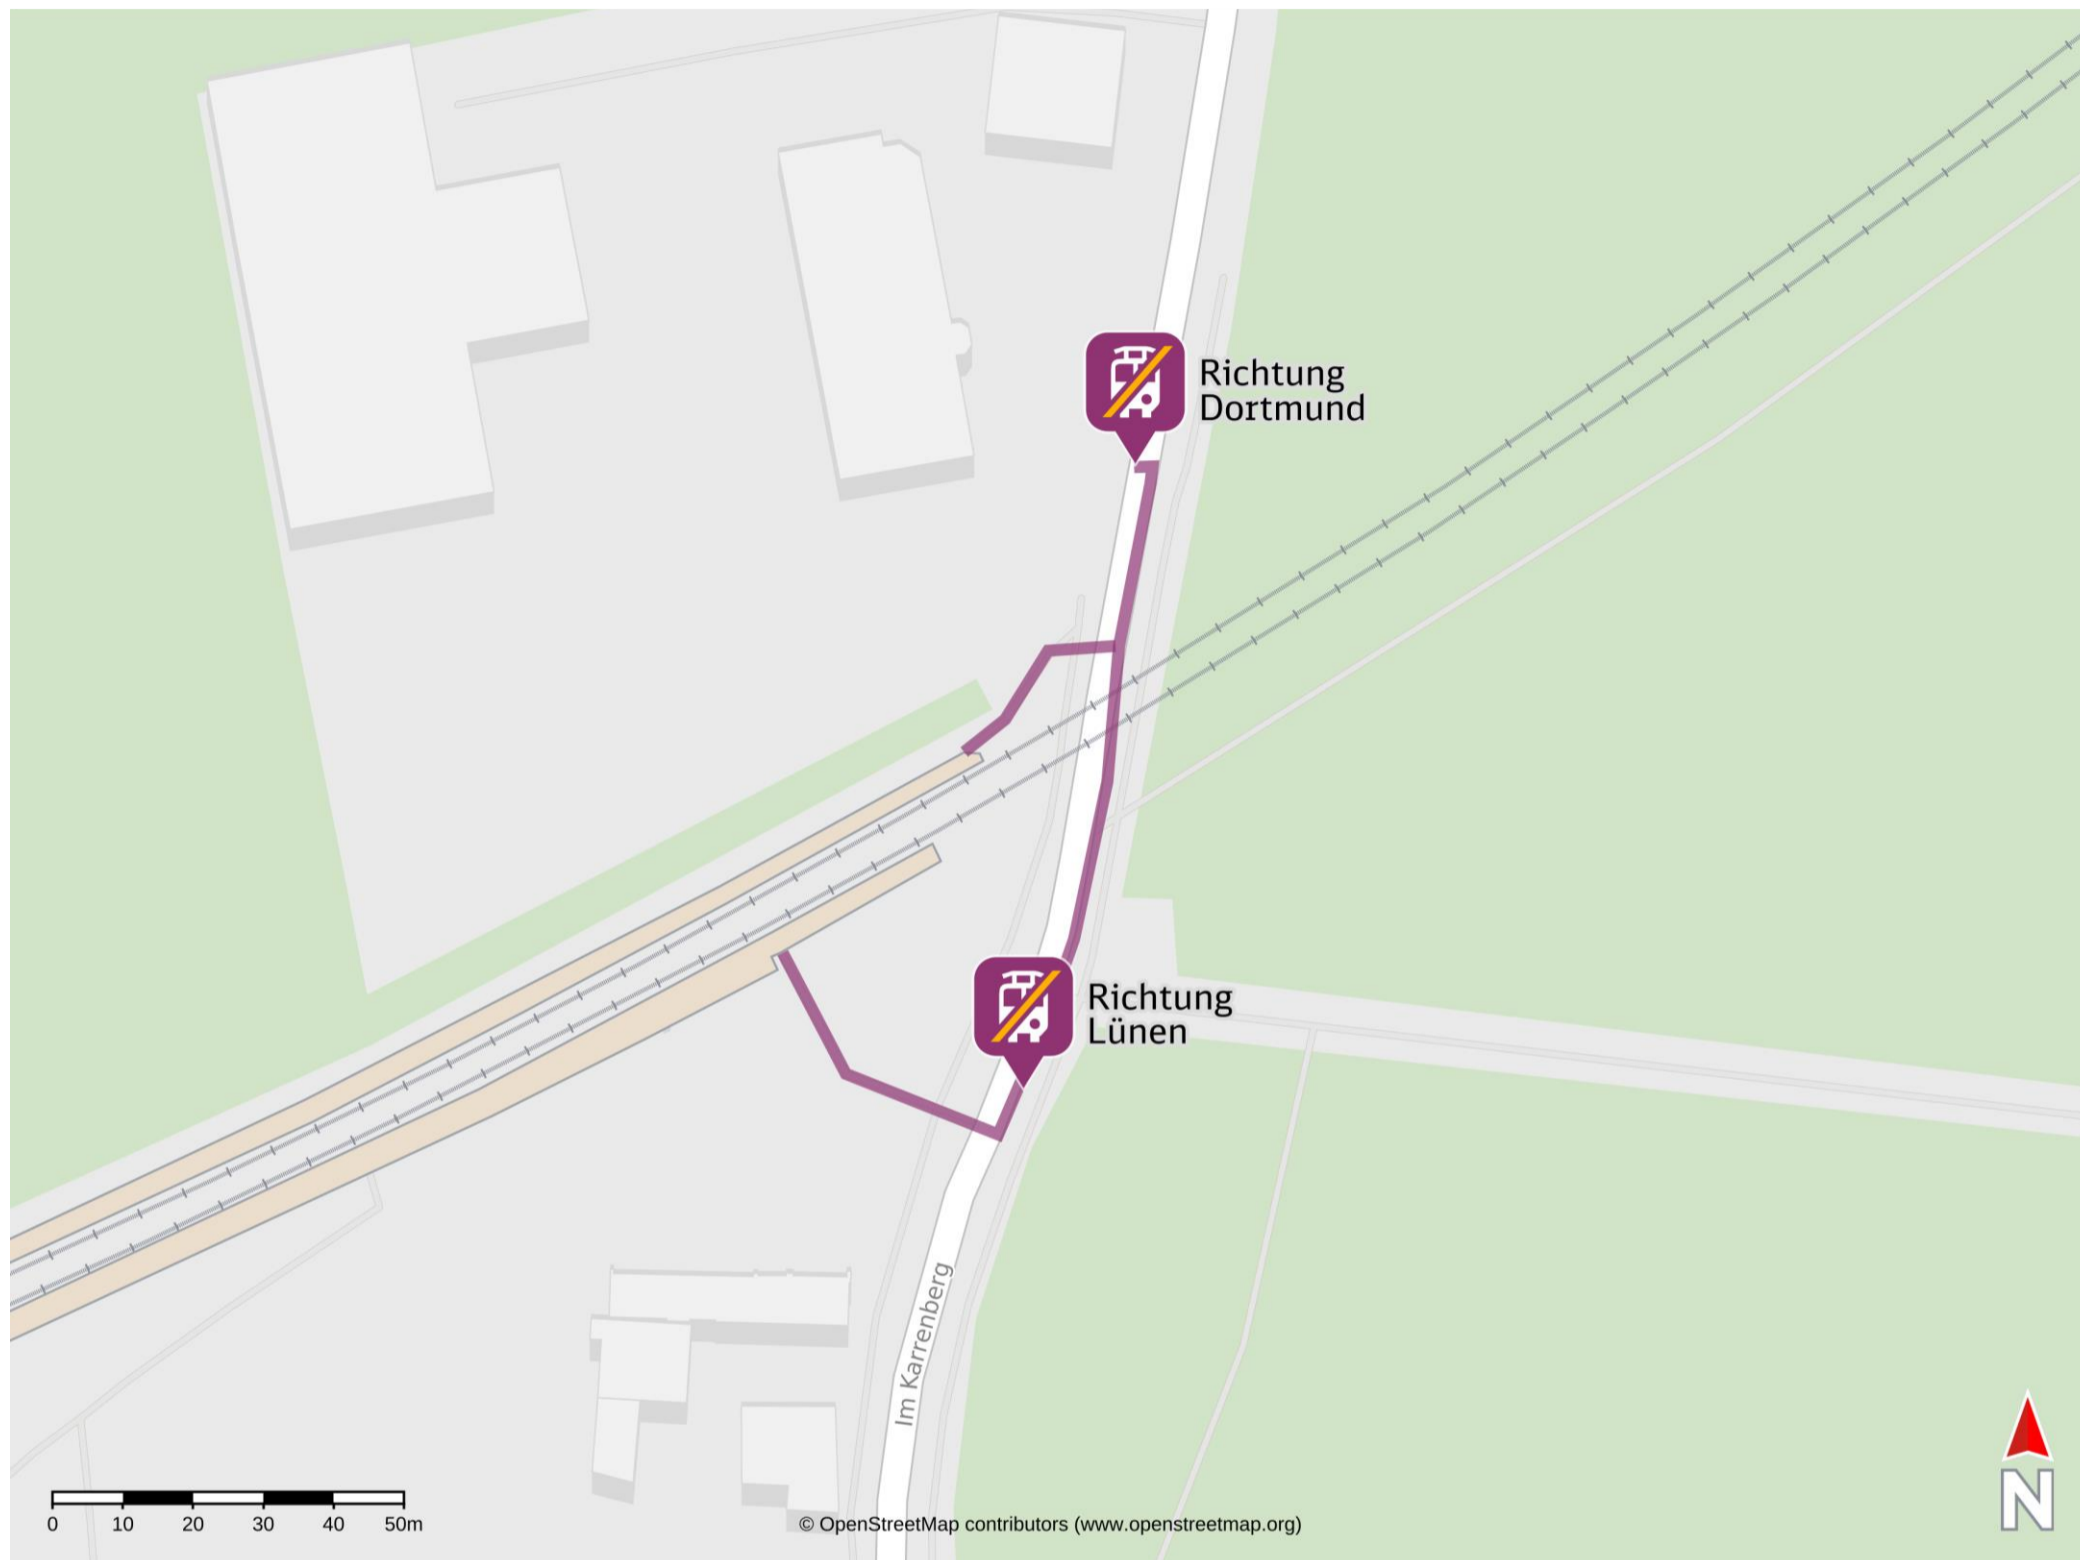 Richtung
Dortmund
Richtung
Lünen
Im Karrenberg
0 10 20 30 40 50m
© OpenStreetMap contributors (www.openstreetmap.org)
N